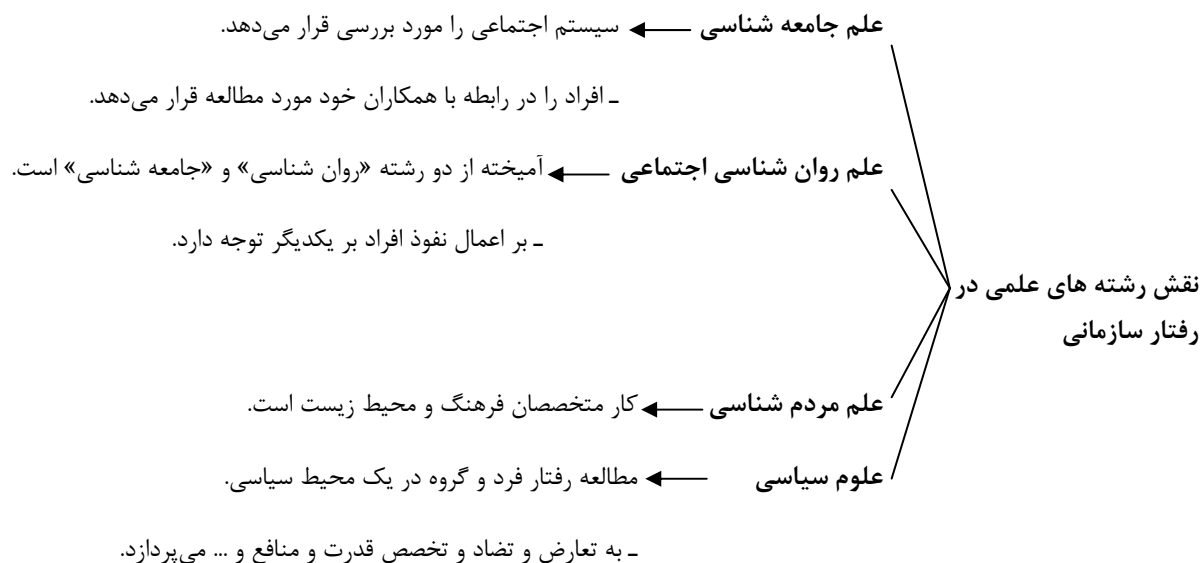 علم جامعه شناسی سیستم اجتماعی را مورد بررسی قرار می‌دهد.
ـ افراد را در رابطه با همکاران خود مورد مطالعه قرار می‌دهد.
علم روان شناسی اجتماعی آمیخته از دو رشته «روان شناسی» و «جامعه شناسی» است.
ـ بر اعمال نفوذ افراد بر یکدیگر توجه دارد.
نقش رشته های علمی در
رفتار سازمانی
علم مردم شناسی کار متخصصان فرهنگ و محیط زیست است.
علوم سیاسی مطالعه رفتار فرد و گروه در یک محیط سیاسی.
ـ به تعارض و تضاد و تخصص قدرت و منافع و ... می‌پردازد.